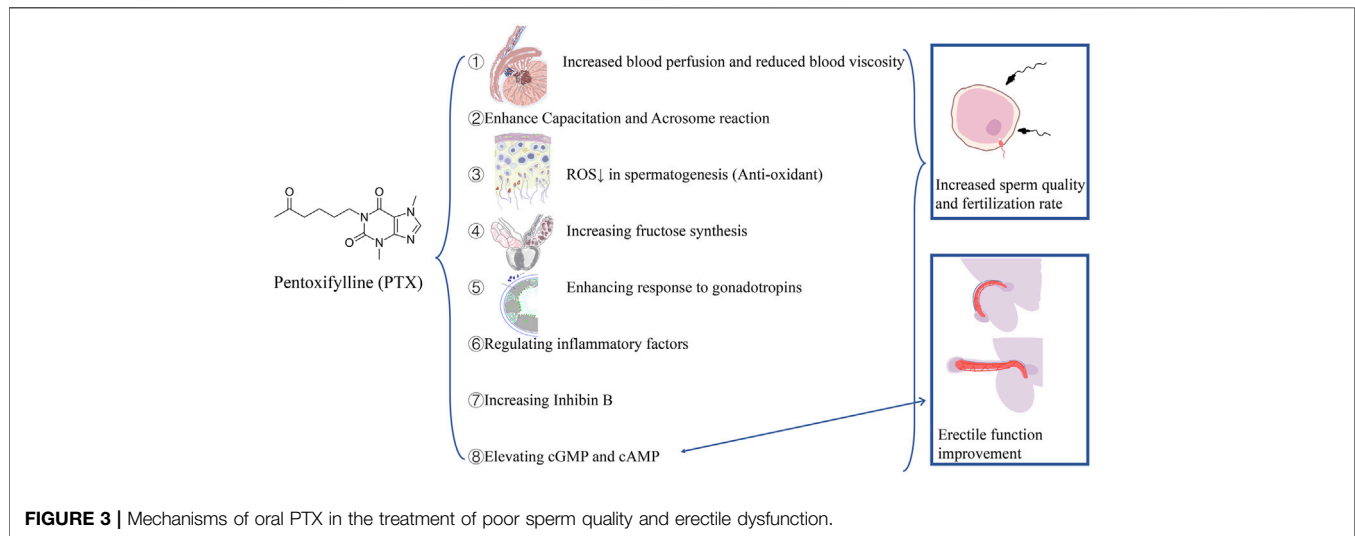 ① Increased blood perfusion and reduced blood viscosity
②Enhance Capacitation and Acrosome reaction
③ ROS↓ in spermatogenesis (Anti-oxidant)
④ Increasing fructose synthesis
⑤ Enhancing response to gonadotropins
⑥Regulating inflammatory factors
⑦Increasing Inhibin B
⑧Elevating cGMP and cAMP
O
O
N
N
O
N
N
Pentoxifylline (PTX)
Increased sperm quality
and fertilization rate
Erectile function
improvement
FIGURE 3 | Mechanisms of oral PTX in the treatment of poor sperm quality and erectile dysfunction.